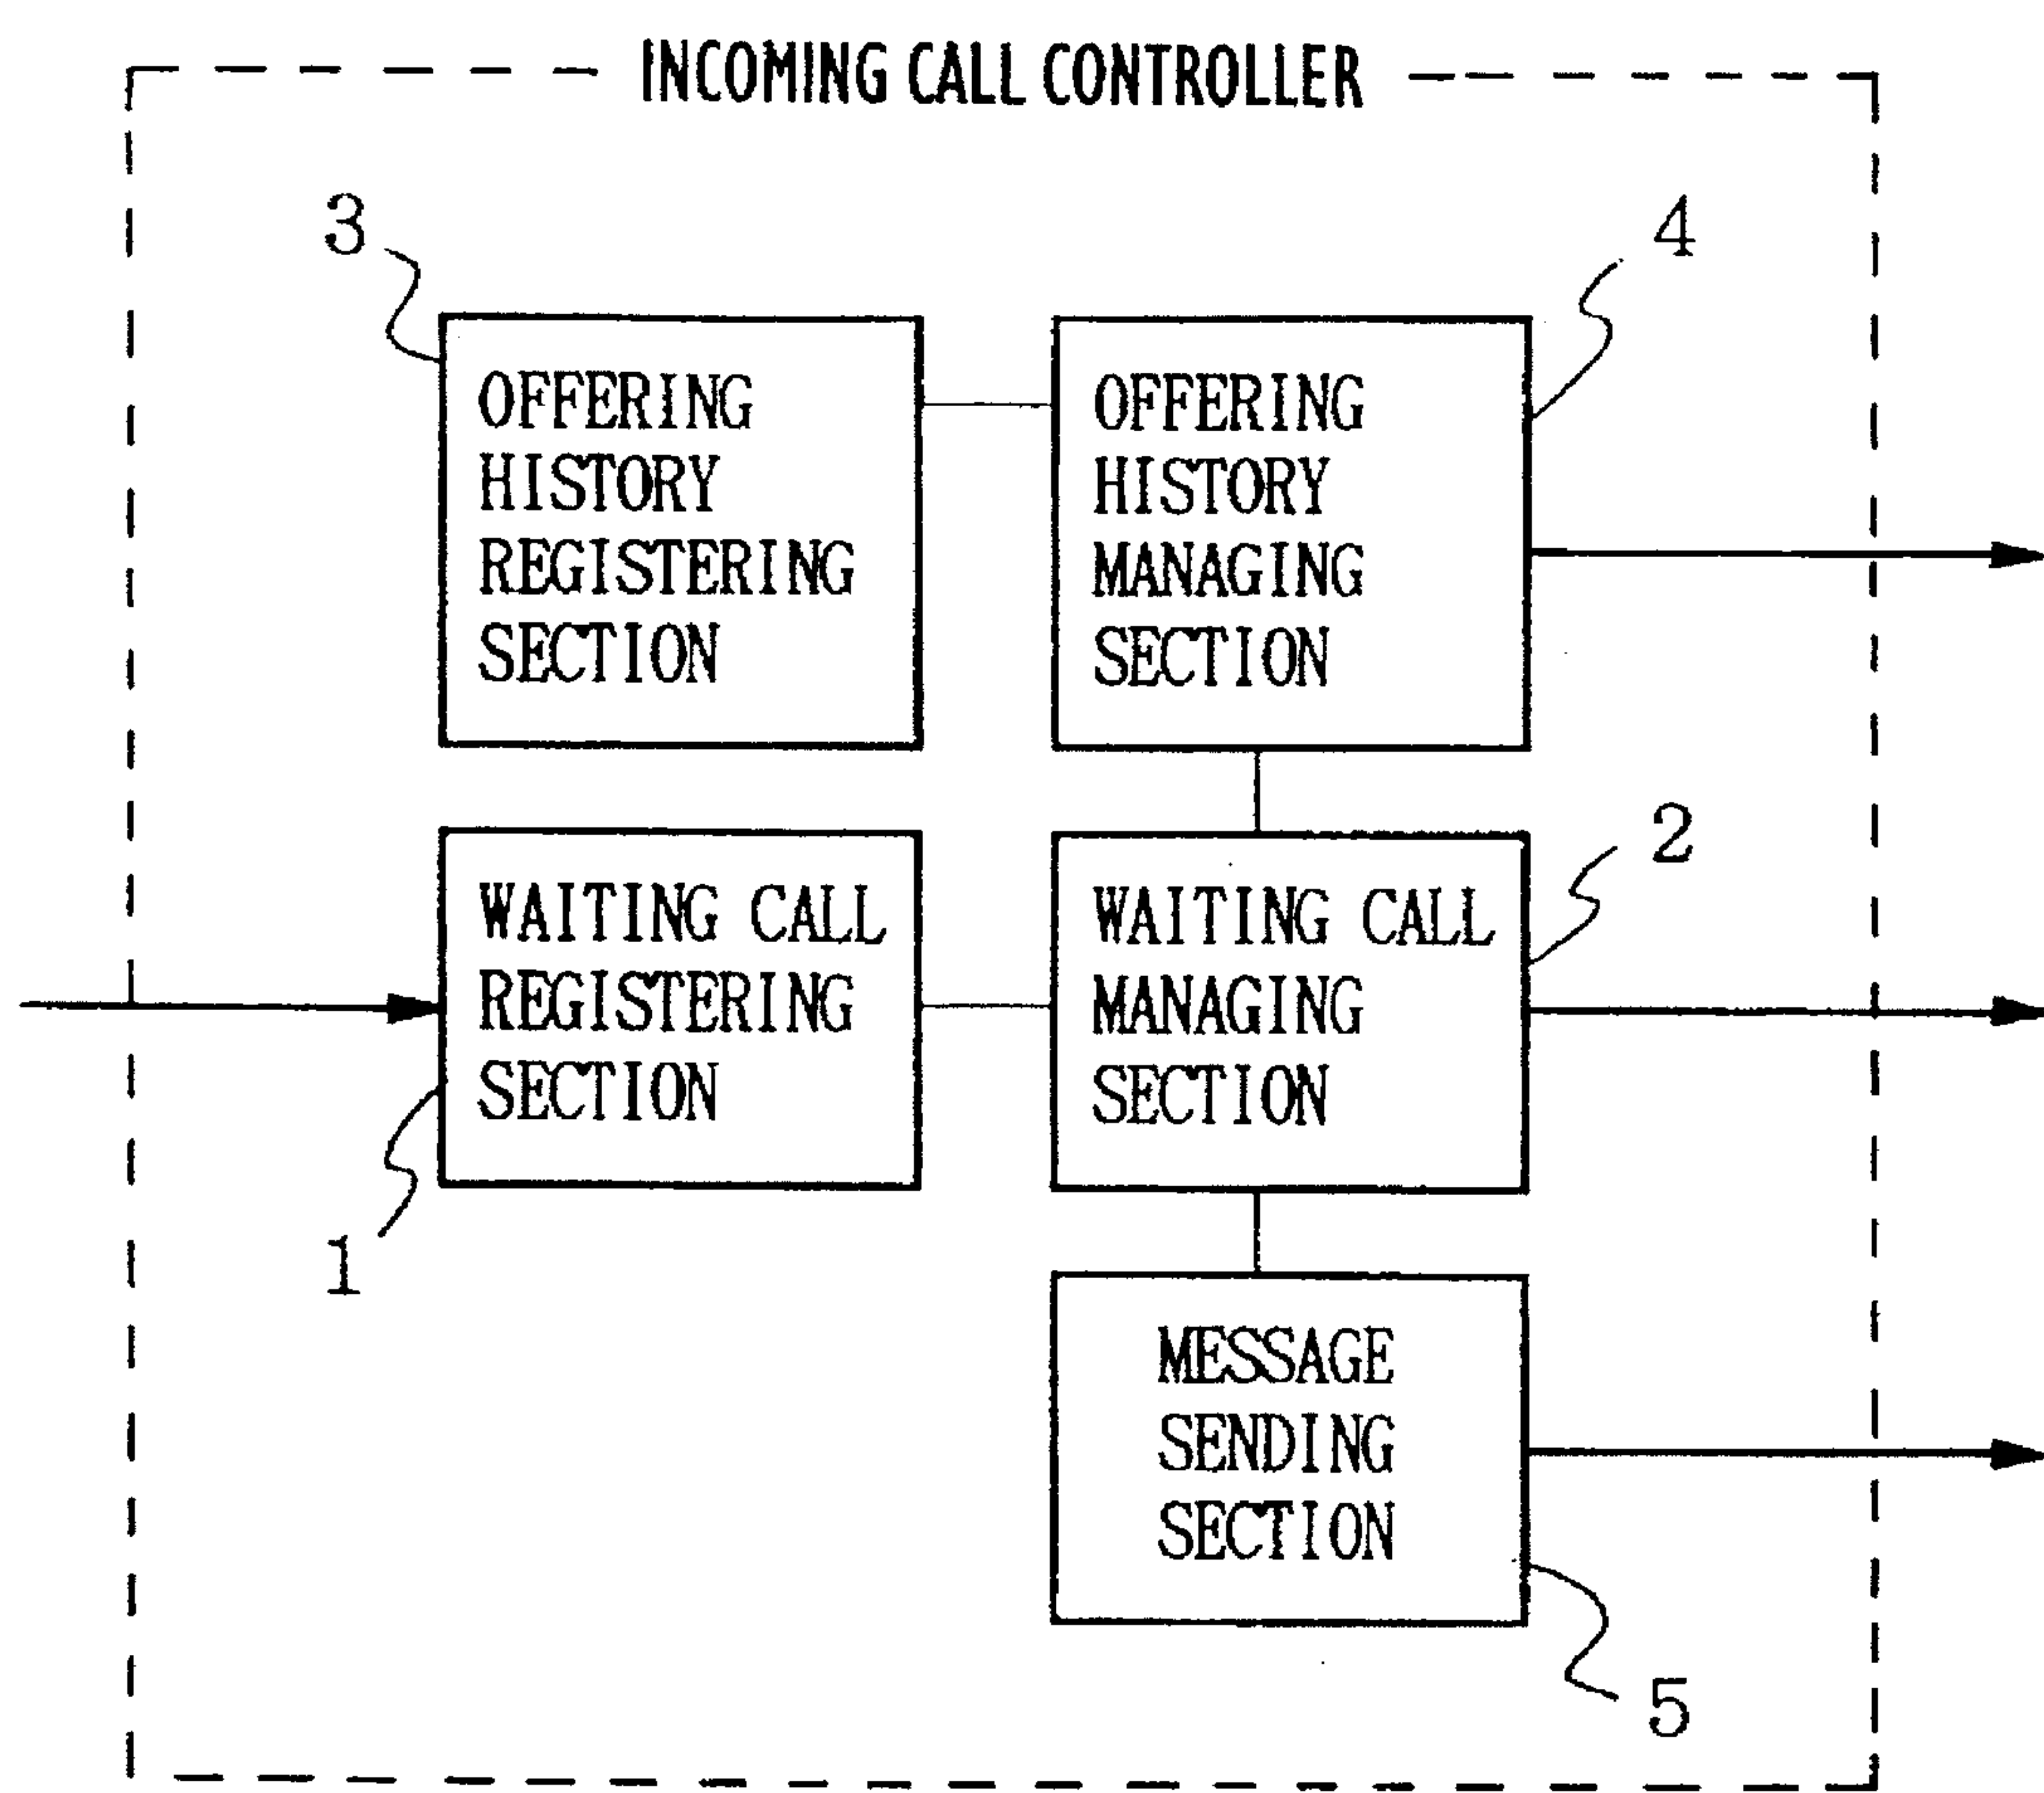 INCOMING CALL CONTROLLER
3
4
OFFERING
HISTORY
REGISTERING
SECTION
OFFERING
HISTORY
MANAGING
SECTION
2
WAITING CALL
REGISTERING
SECTION
WAITING CALL
MANAGING
SECTION
1
MESSAGE
SENDING
SECTION
5